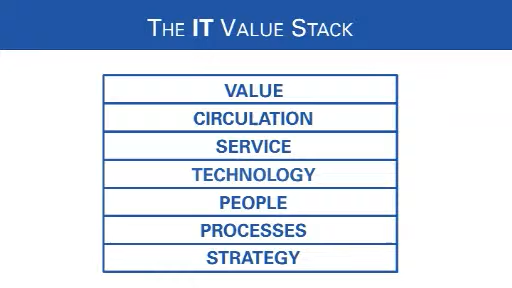 THE IT VALUE STACK
VALUE
CIRCULATION
SERVICE
TECHNOLOGY
PEOPLE
PROCESSES
STRATEGY